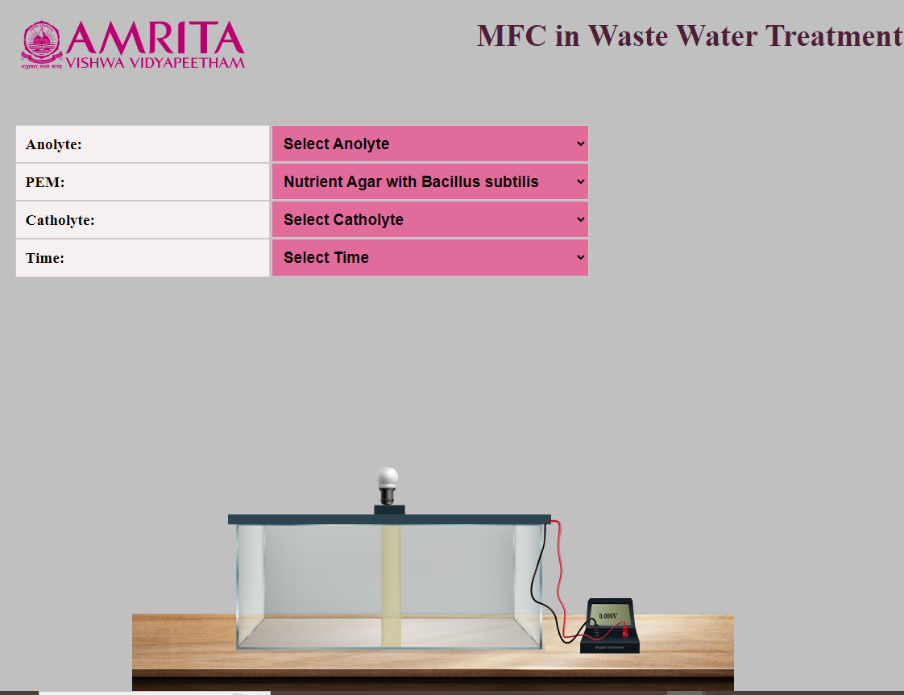 AMRITA
VISHWA VIDYAPEETHAM
MFC in Waste Water Treatment
Anolyte: Select Anolyte
PEM: Nutrient Agar with Bacillus subtilis
Catholyte: Select Catholyte
Time: Select Time
0.000V
Digital Voltmeter